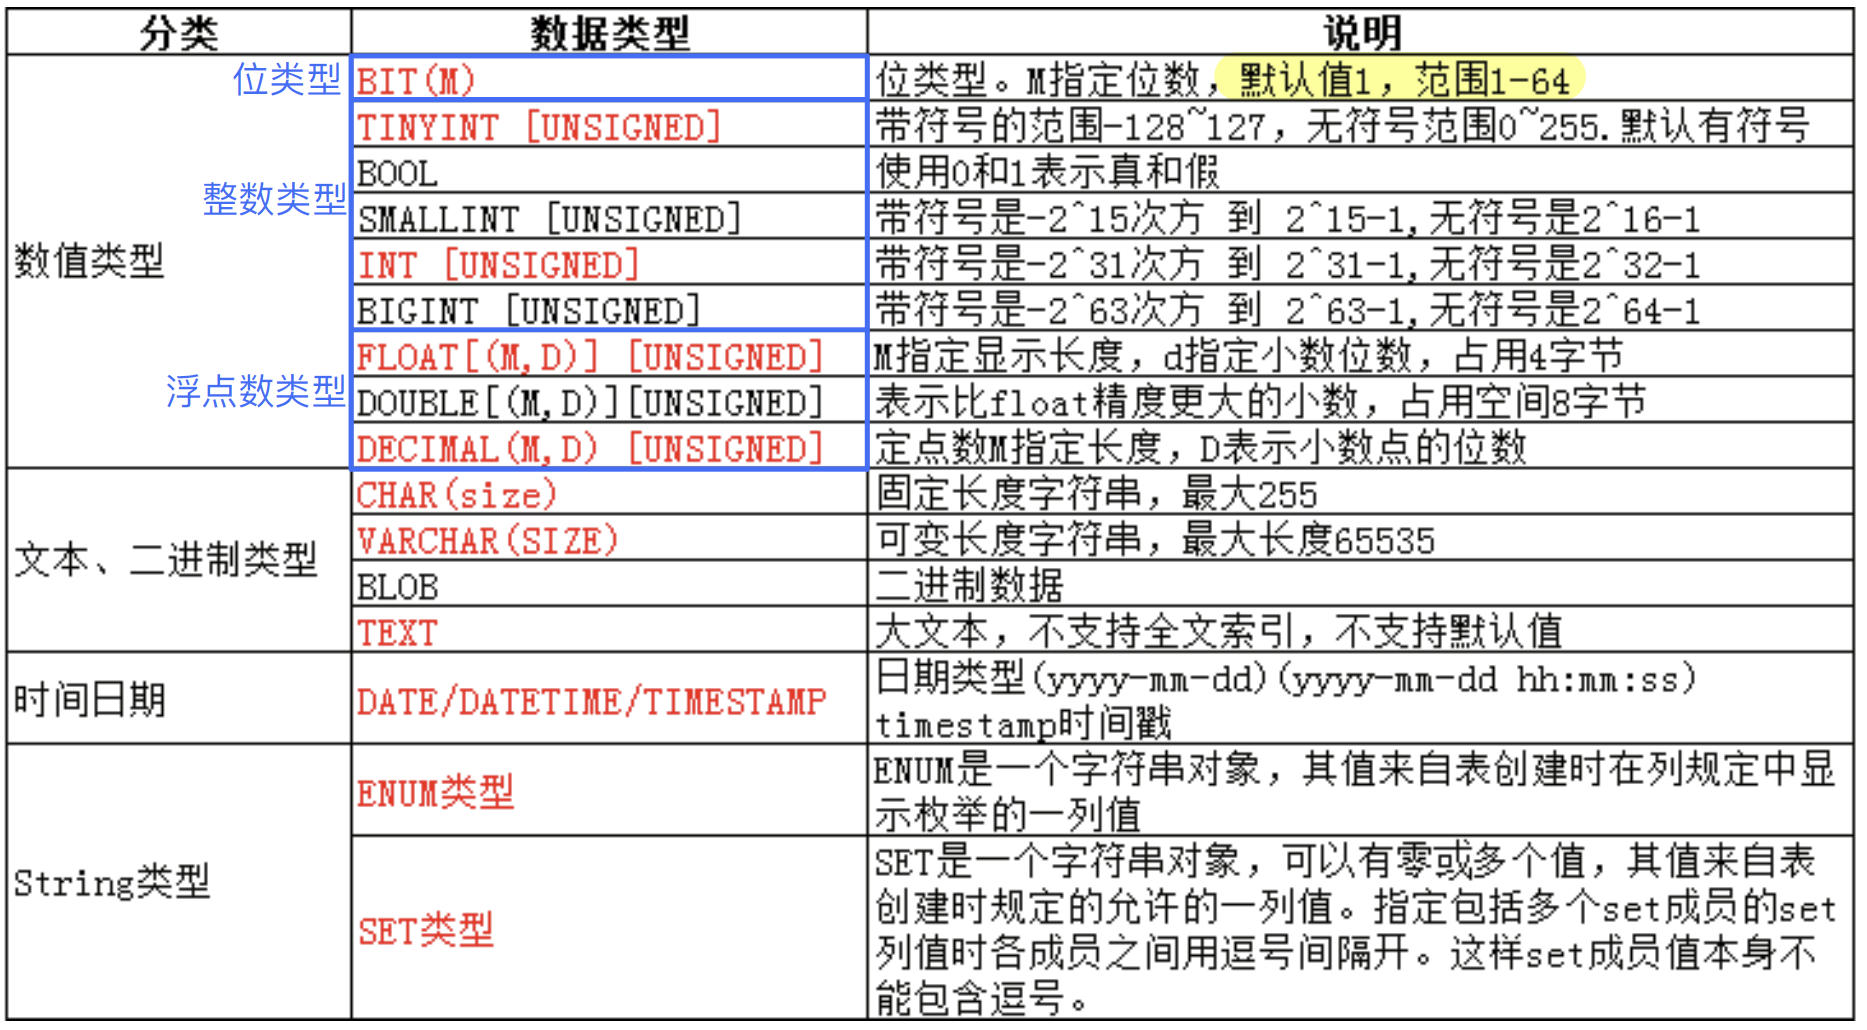 分类 数据类型 说明
位类型 BIT(M) 位类型。M指定位数，默认值1，范围1-64
TINYINT [UNSIGNED] 带符号的范围-128~127，无符号范围0~255.默认有符号
BOOL 使用0和1表示真和假
整数类型
SMALLINT [UNSIGNED] 带符号是-2^15次方 到 2^15-1,无符号是2^16-1
数值类型
INT [UNSIGNED] 带符号是-2^31次方 到 2^31-1,无符号是2^32-1
BIGINT [UNSIGNED] 带符号是-2^63次方 到 2^63-1,无符号是2^64-1
FLOAT[(M,D)] [UNSIGNED] M指定显示长度，d指定小数位数，占用4字节
浮点数类型
DOUBLE[(M,D)][UNSIGNED] 表示比float精度更大的小数，占用空间8字节
DECIMAL(M,D) [UNSIGNED] 定点数M指定长度，D表示小数点的位数
CHAR(size) 固定长度字符串，最大255
VARCHAR(SIZE) 可变长度字符串，最大长度65535
文本、二进制类型
BLOB 二进制数据
TEXT 大文本，不支持全文索引，不支持默认值
时间日期 DATE/DATETIME/TIMESTAMP 日期类型(yyyy-mm-dd)(yyyy-mm-dd hh:mm:ss)
timestamp时间戳
String类型
ENUM类型 ENUM是一个字符串对象，其值来自表创建时在列规定中显
示枚举的一列值
SET类型 SET是一个字符串对象，可以有零或多个值，其值来自表
创建时规定的允许的一列值。指定包括多个set成员的set
列值时各成员之间用逗号间隔开。这样set成员值本身不
能包含逗号。